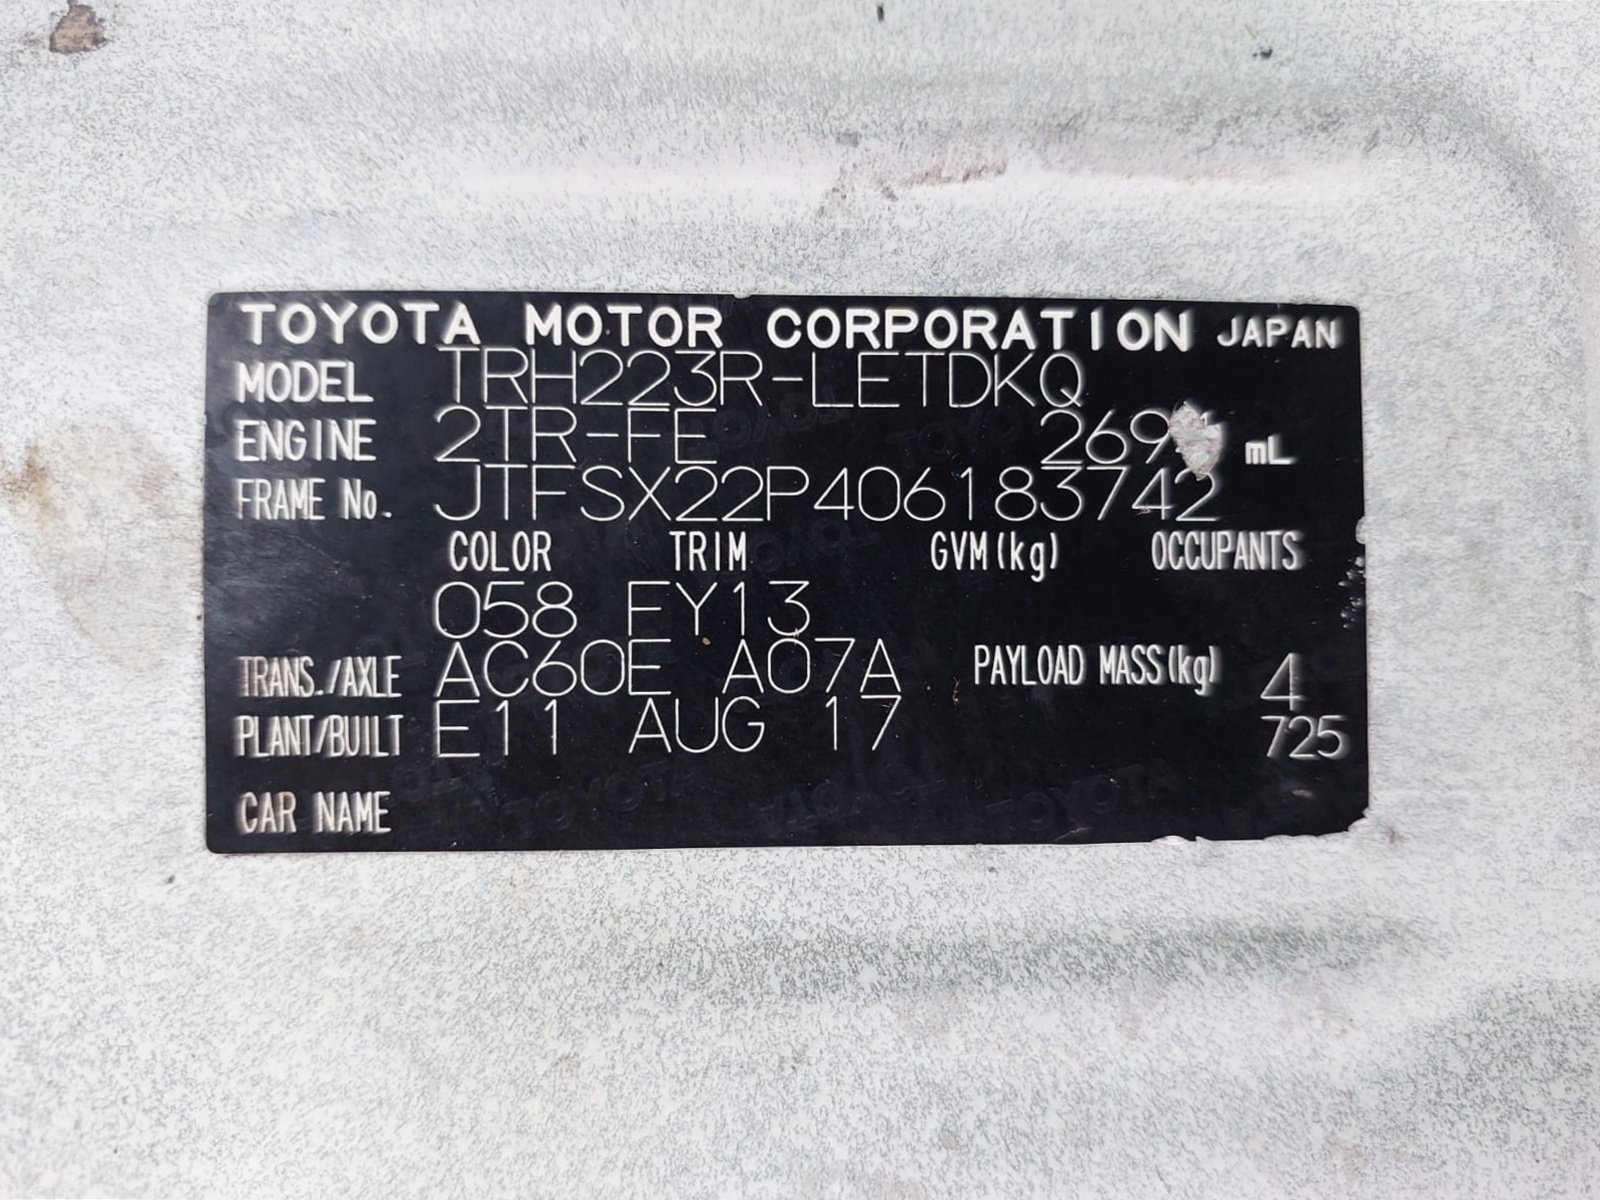 TOYOTA MOTOR CORPORATION JAPAN
MODEL TRH223R-LETDKQ
ENGINE 2TR-FE mL
FRAME No. JTFSX22P406183742
COLOR TRIM GVM(kg) OCCUPANTS
058 FY13
TRANS./AXLE AC60E A07A PAYLOAD MASS(kg) 4
PLANT/BUILT E11 AUG 17 725
CAR NAME